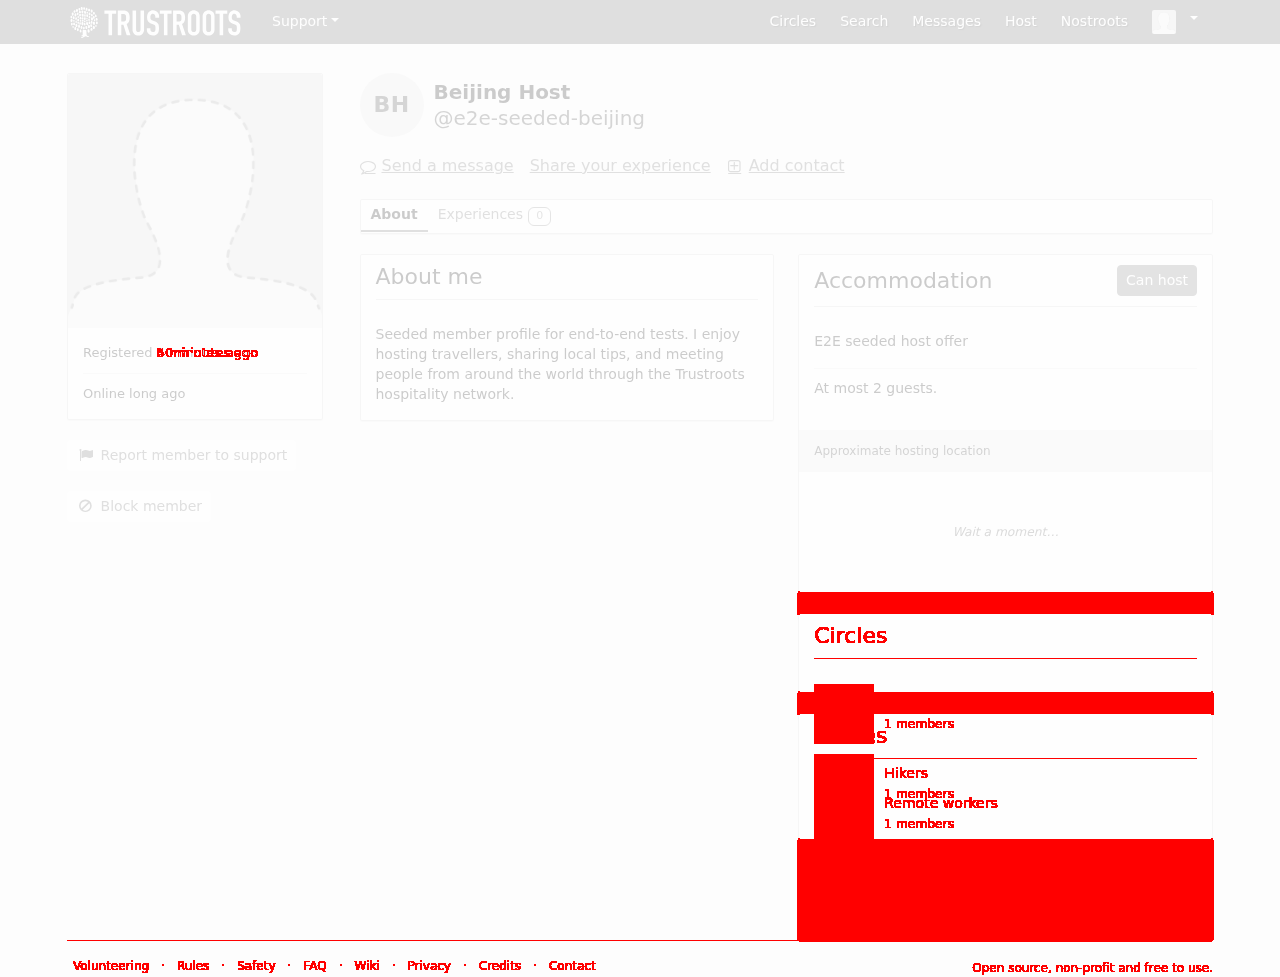 TRUSTROOTS Support Circles Search Messages Host Nostroots
BH
Beijing Host
@e2e-seeded-beijing
Send a message Share your experience Add contact
About Experiences 0
Registered
Online long ago
Report member to support
Block member
About me
Seeded member profile for end-to-end tests. I enjoy
hosting travellers, sharing local tips, and meeting
people from around the world through the Trustroots
hospitality network.
Accommodation Can host
E2E seeded host offer
At most 2 guests.
Approximate hosting location
Wait a moment...
Circles
1 members
Hikers
1 members
Remote workers
1 members
Volunteering · Rules · Safety · FAQ · Wiki · Privacy · Credits · Contact
Open source, non-profit and free to use.